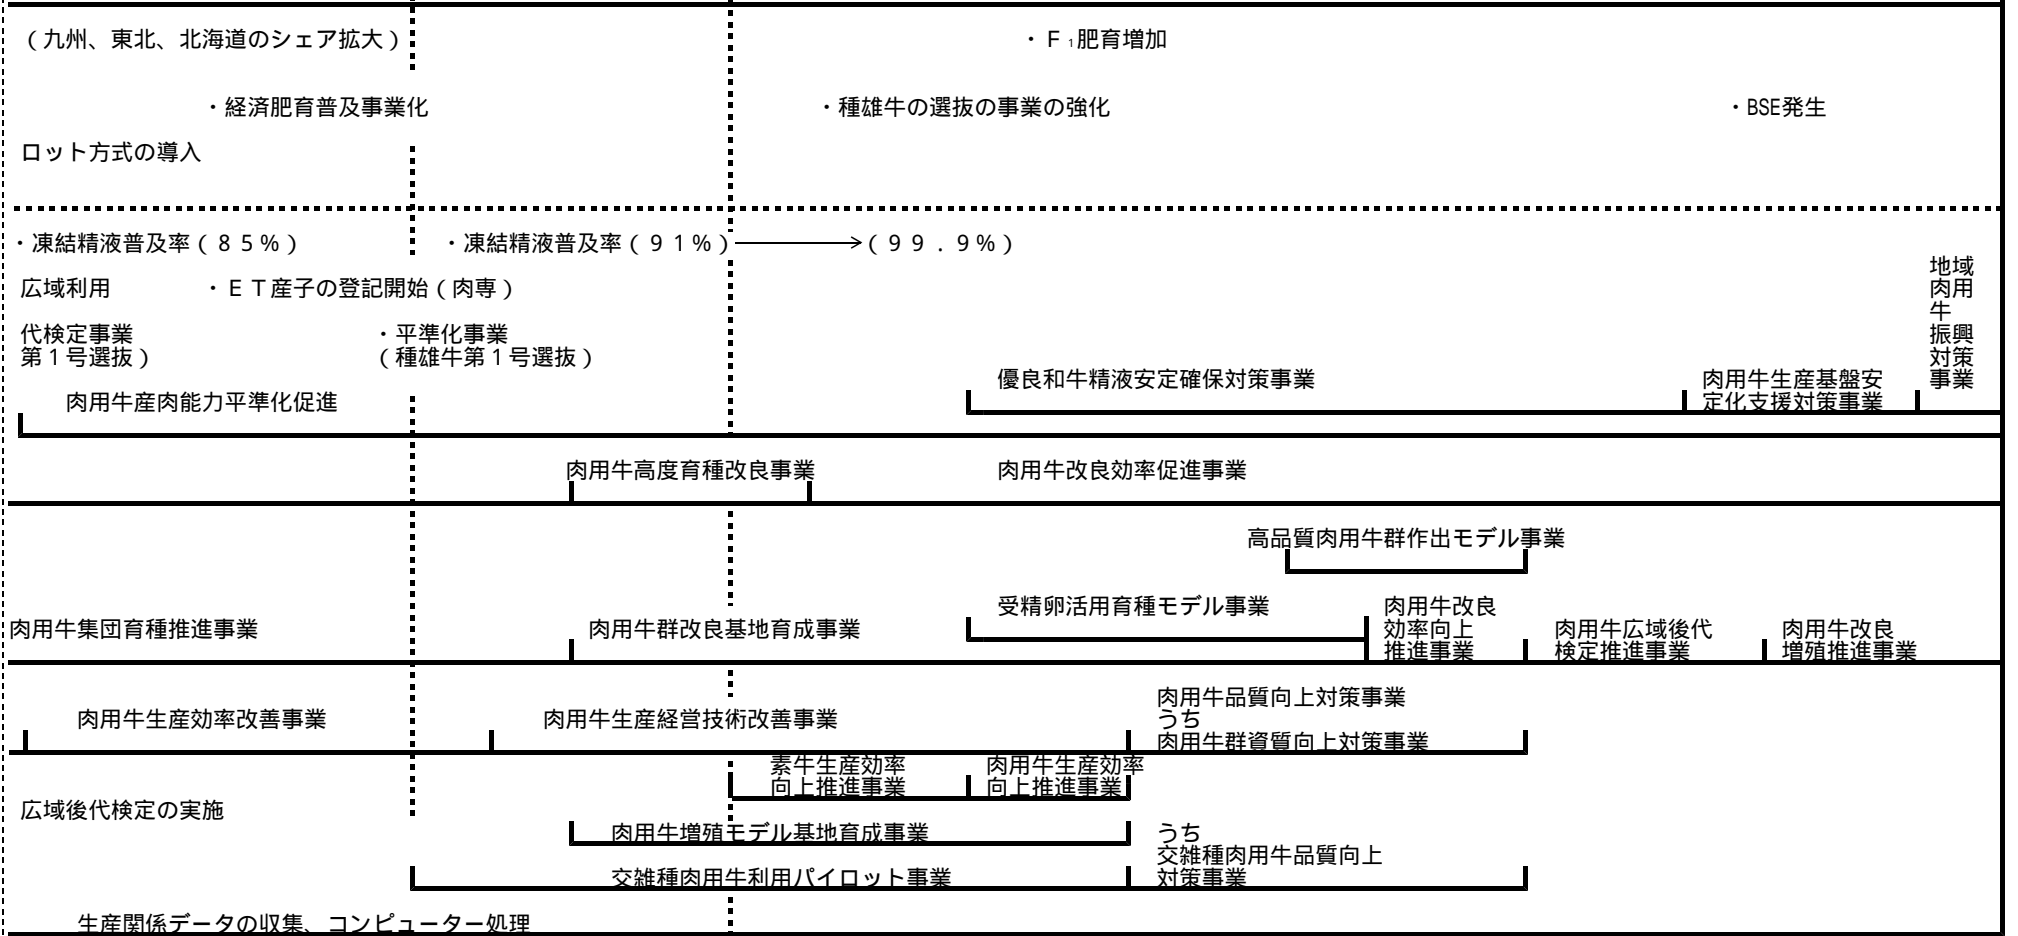 （九州、東北、北海道のシェア拡大）
・Ｆ₁肥育増加
・経済肥育普及事業化
・種雄牛の選抜の事業の強化
・BSE発生
ロット方式の導入
・凍結精液普及率（８５％）
・凍結精液普及率（９１％）
（９９．９％）
広域利用
・ＥＴ産子の登記開始（肉専）
代検定事業
第１号選抜）
・平準化事業
（種雄牛第１号選抜）
地域
肉用
牛
振興
対策
事業
優良和牛精液安定確保対策事業
肉用牛生産基盤安
定化支援対策事業
肉用牛産肉能力平準化促進
肉用牛高度育種改良事業
肉用牛改良効率促進事業
高品質肉用牛群作出モデル事業
肉用牛集団育種推進事業
肉用牛群改良基地育成事業
受精卵活用育種モデル事業
肉用牛改良
効率向上
推進事業
肉用牛広域後代
検定推進事業
肉用牛改良
増殖推進事業
肉用牛生産効率改善事業
肉用牛生産経営技術改善事業
肉用牛品質向上対策事業
うち
肉用牛群資質向上対策事業
素牛生産効率
向上推進事業
肉用牛生産効率
向上推進事業
広域後代検定の実施
肉用牛増殖モデル基地育成事業
うち
交雑種肉用牛品質向上
対策事業
交雑種肉用牛利用パイロット事業
生産関係データの収集、コンピューター処理